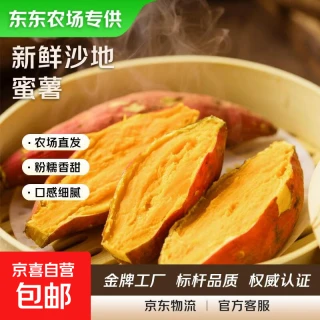 东东农场专供
新鲜沙地
蜜薯
农场直发
粉糯香甜
口感细腻
京喜自营
包邮
金牌工厂 标杆品质 权威认证
京东物流 | 官方客服